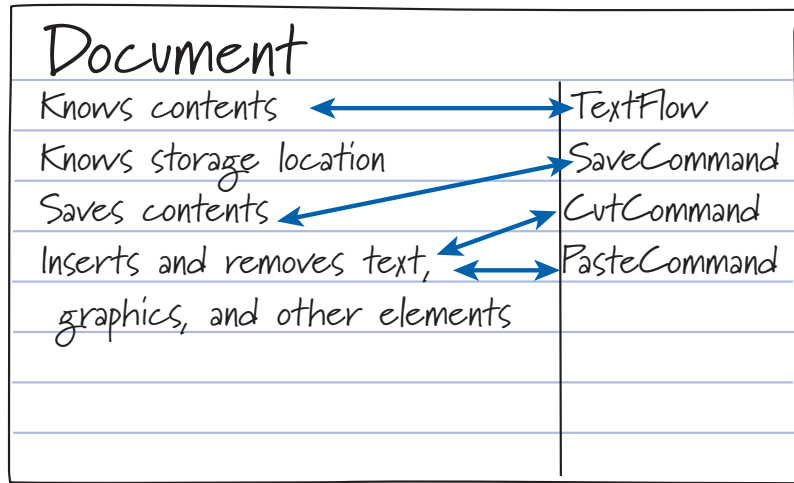 Document
Knows contents TextFlow
Knows storage location SaveCommand
Saves contents CutCommand
Inserts and removes text, PasteCommand
graphics, and other elements